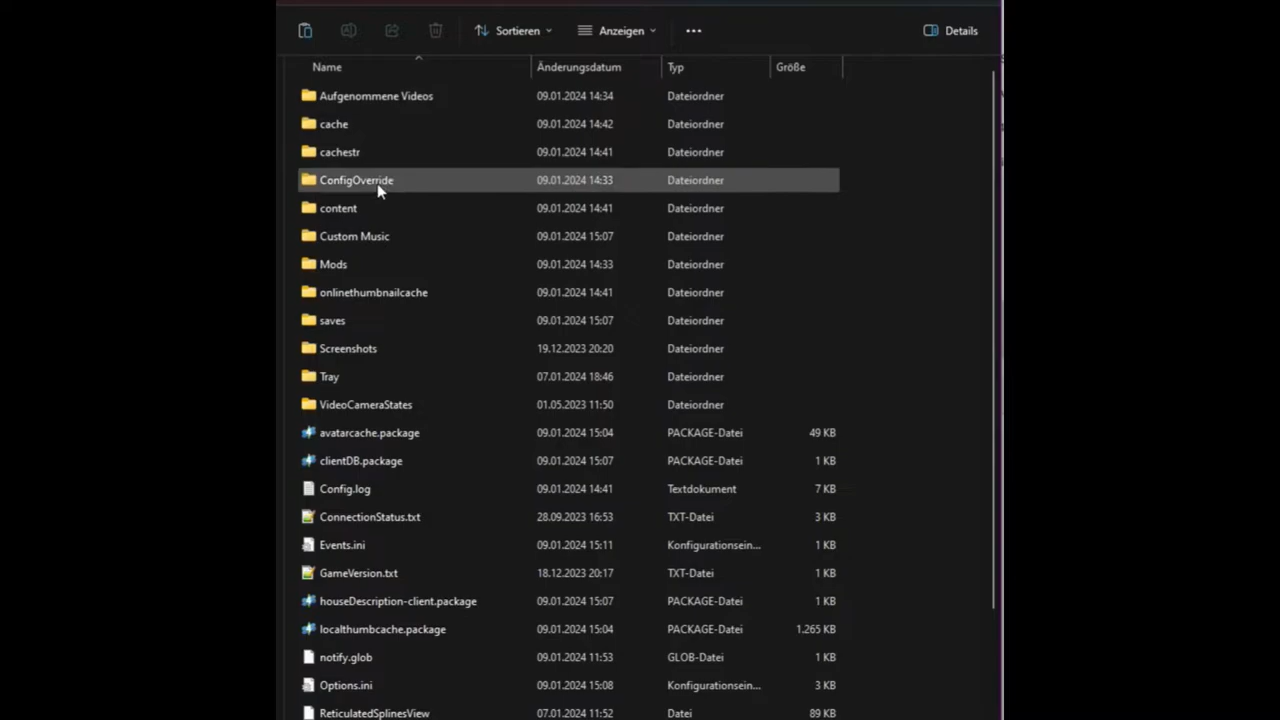 Sortieren Anzeigen ••• Details
Name Änderungsdatum Typ Größe
Aufgenommene Videos 09.01.2024 14:34 Dateiordner
cache 09.01.2024 14:42 Dateiordner
cachestr 09.01.2024 14:41 Dateiordner
ConfigOverride 09.01.2024 14:33 Dateiordner
content 09.01.2024 14:41 Dateiordner
Custom Music 09.01.2024 15:07 Dateiordner
Mods 09.01.2024 14:33 Dateiordner
onlinethumbnailcache 09.01.2024 14:41 Dateiordner
saves 09.01.2024 15:07 Dateiordner
Screenshots 19.12.2023 20:20 Dateiordner
Tray 07.01.2024 18:46 Dateiordner
VideoCameraStates 01.05.2023 11:50 Dateiordner
avatarcache.package 09.01.2024 15:04 PACKAGE-Datei 49 KB
clientDB.package 09.01.2024 15:07 PACKAGE-Datei 1 KB
Config.log 09.01.2024 14:41 Textdokument 7 KB
ConnectionStatus.txt 28.09.2023 16:53 TXT-Datei 3 KB
Events.ini 09.01.2024 15:11 Konfigurationsein... 1 KB
GameVersion.txt 18.12.2023 20:17 TXT-Datei 1 KB
houseDescription-client.package 09.01.2024 15:07 PACKAGE-Datei 1 KB
localthumbcache.package 09.01.2024 15:04 PACKAGE-Datei 1.265 KB
notify.glob 09.01.2024 11:53 GLOB-Datei 1 KB
Options.ini 09.01.2024 15:08 Konfigurationsein... 3 KB
ReticulatedSplinesView 07.01.2024 11:52 Datei 89 KB